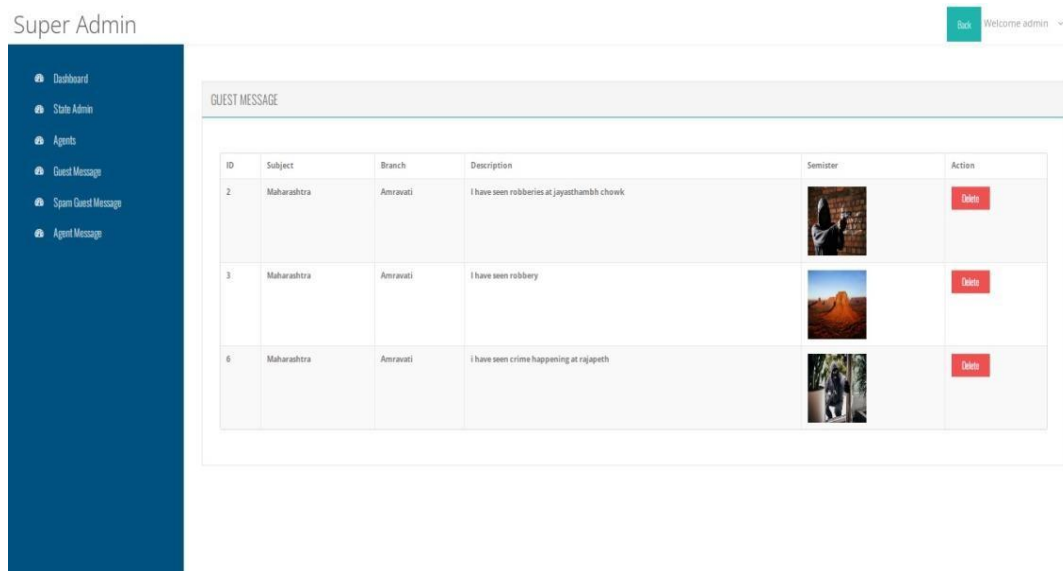 Super Admin
Back Welcome admin
Dashboard
State Admin
Agents
Guest Message
Spam Guest Message
Agent Message
GUEST MESSAGE
ID Subject Branch Description Semister Action
2 Maharashtra Amravati I have seen robberies at jayasthambh chowk Delete
3 Maharashtra Amravati I have seen robbery Delete
6 Maharashtra Amravati i have seen crime happening at rajapeth Delete